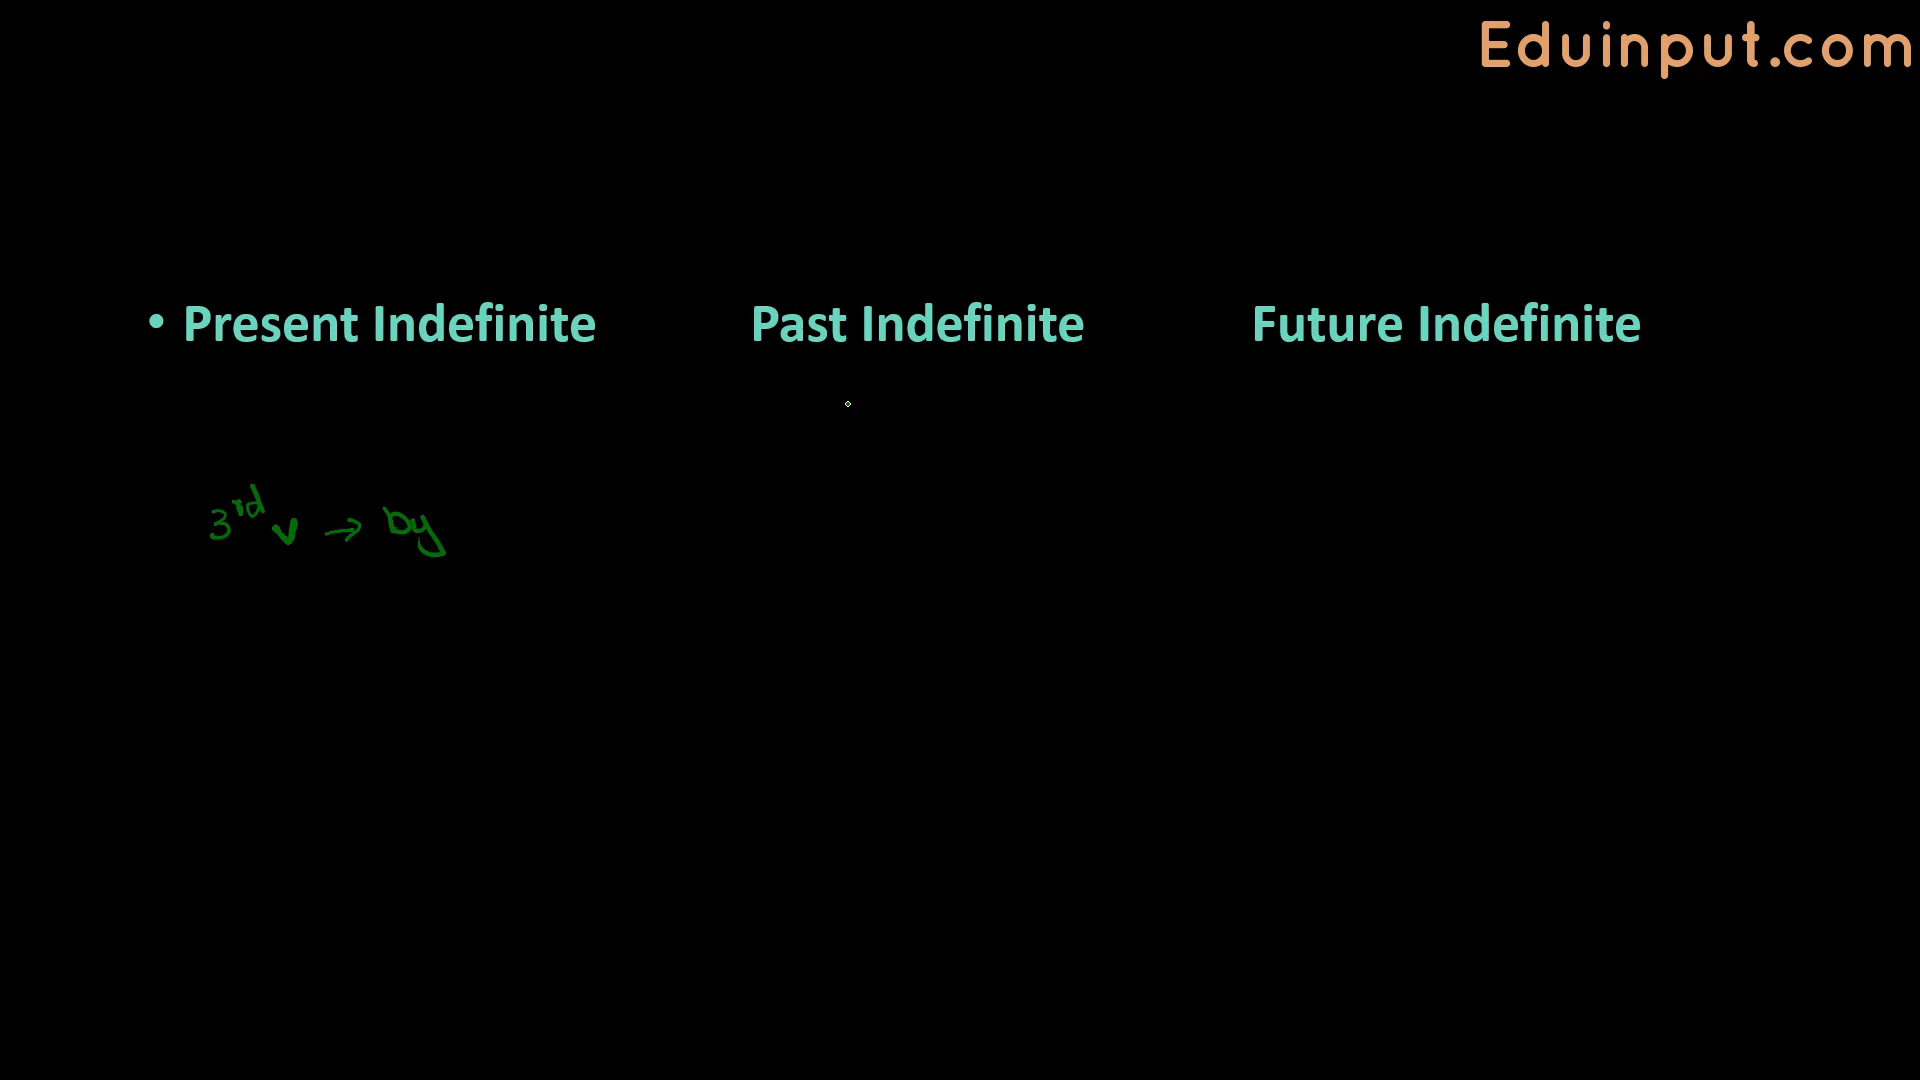 Eduinput.com
• Present Indefinite Past Indefinite Future Indefinite
3rd v → by